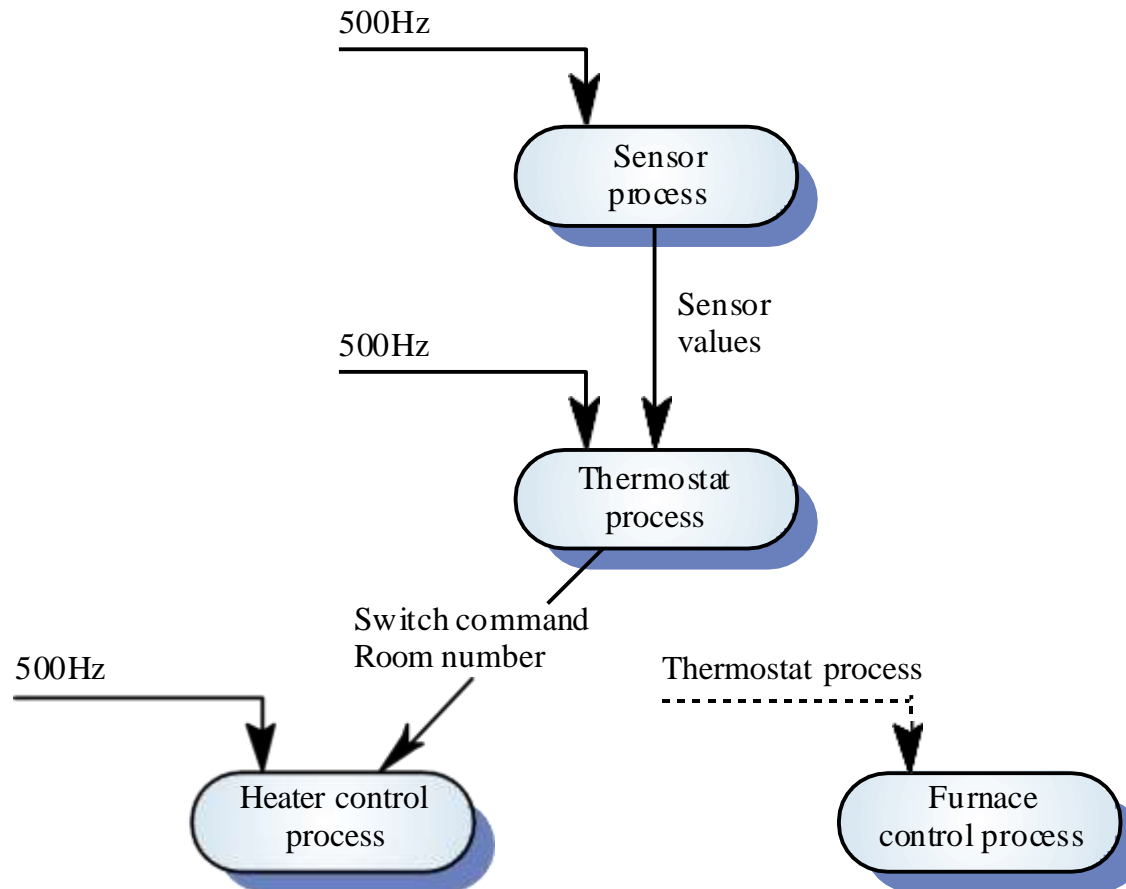 500Hz
Sensor
process
Sensor
values
500Hz
Thermostat
process
Switch command
Room number
500Hz
Thermostat process
Heater control
process
Furnace
control process